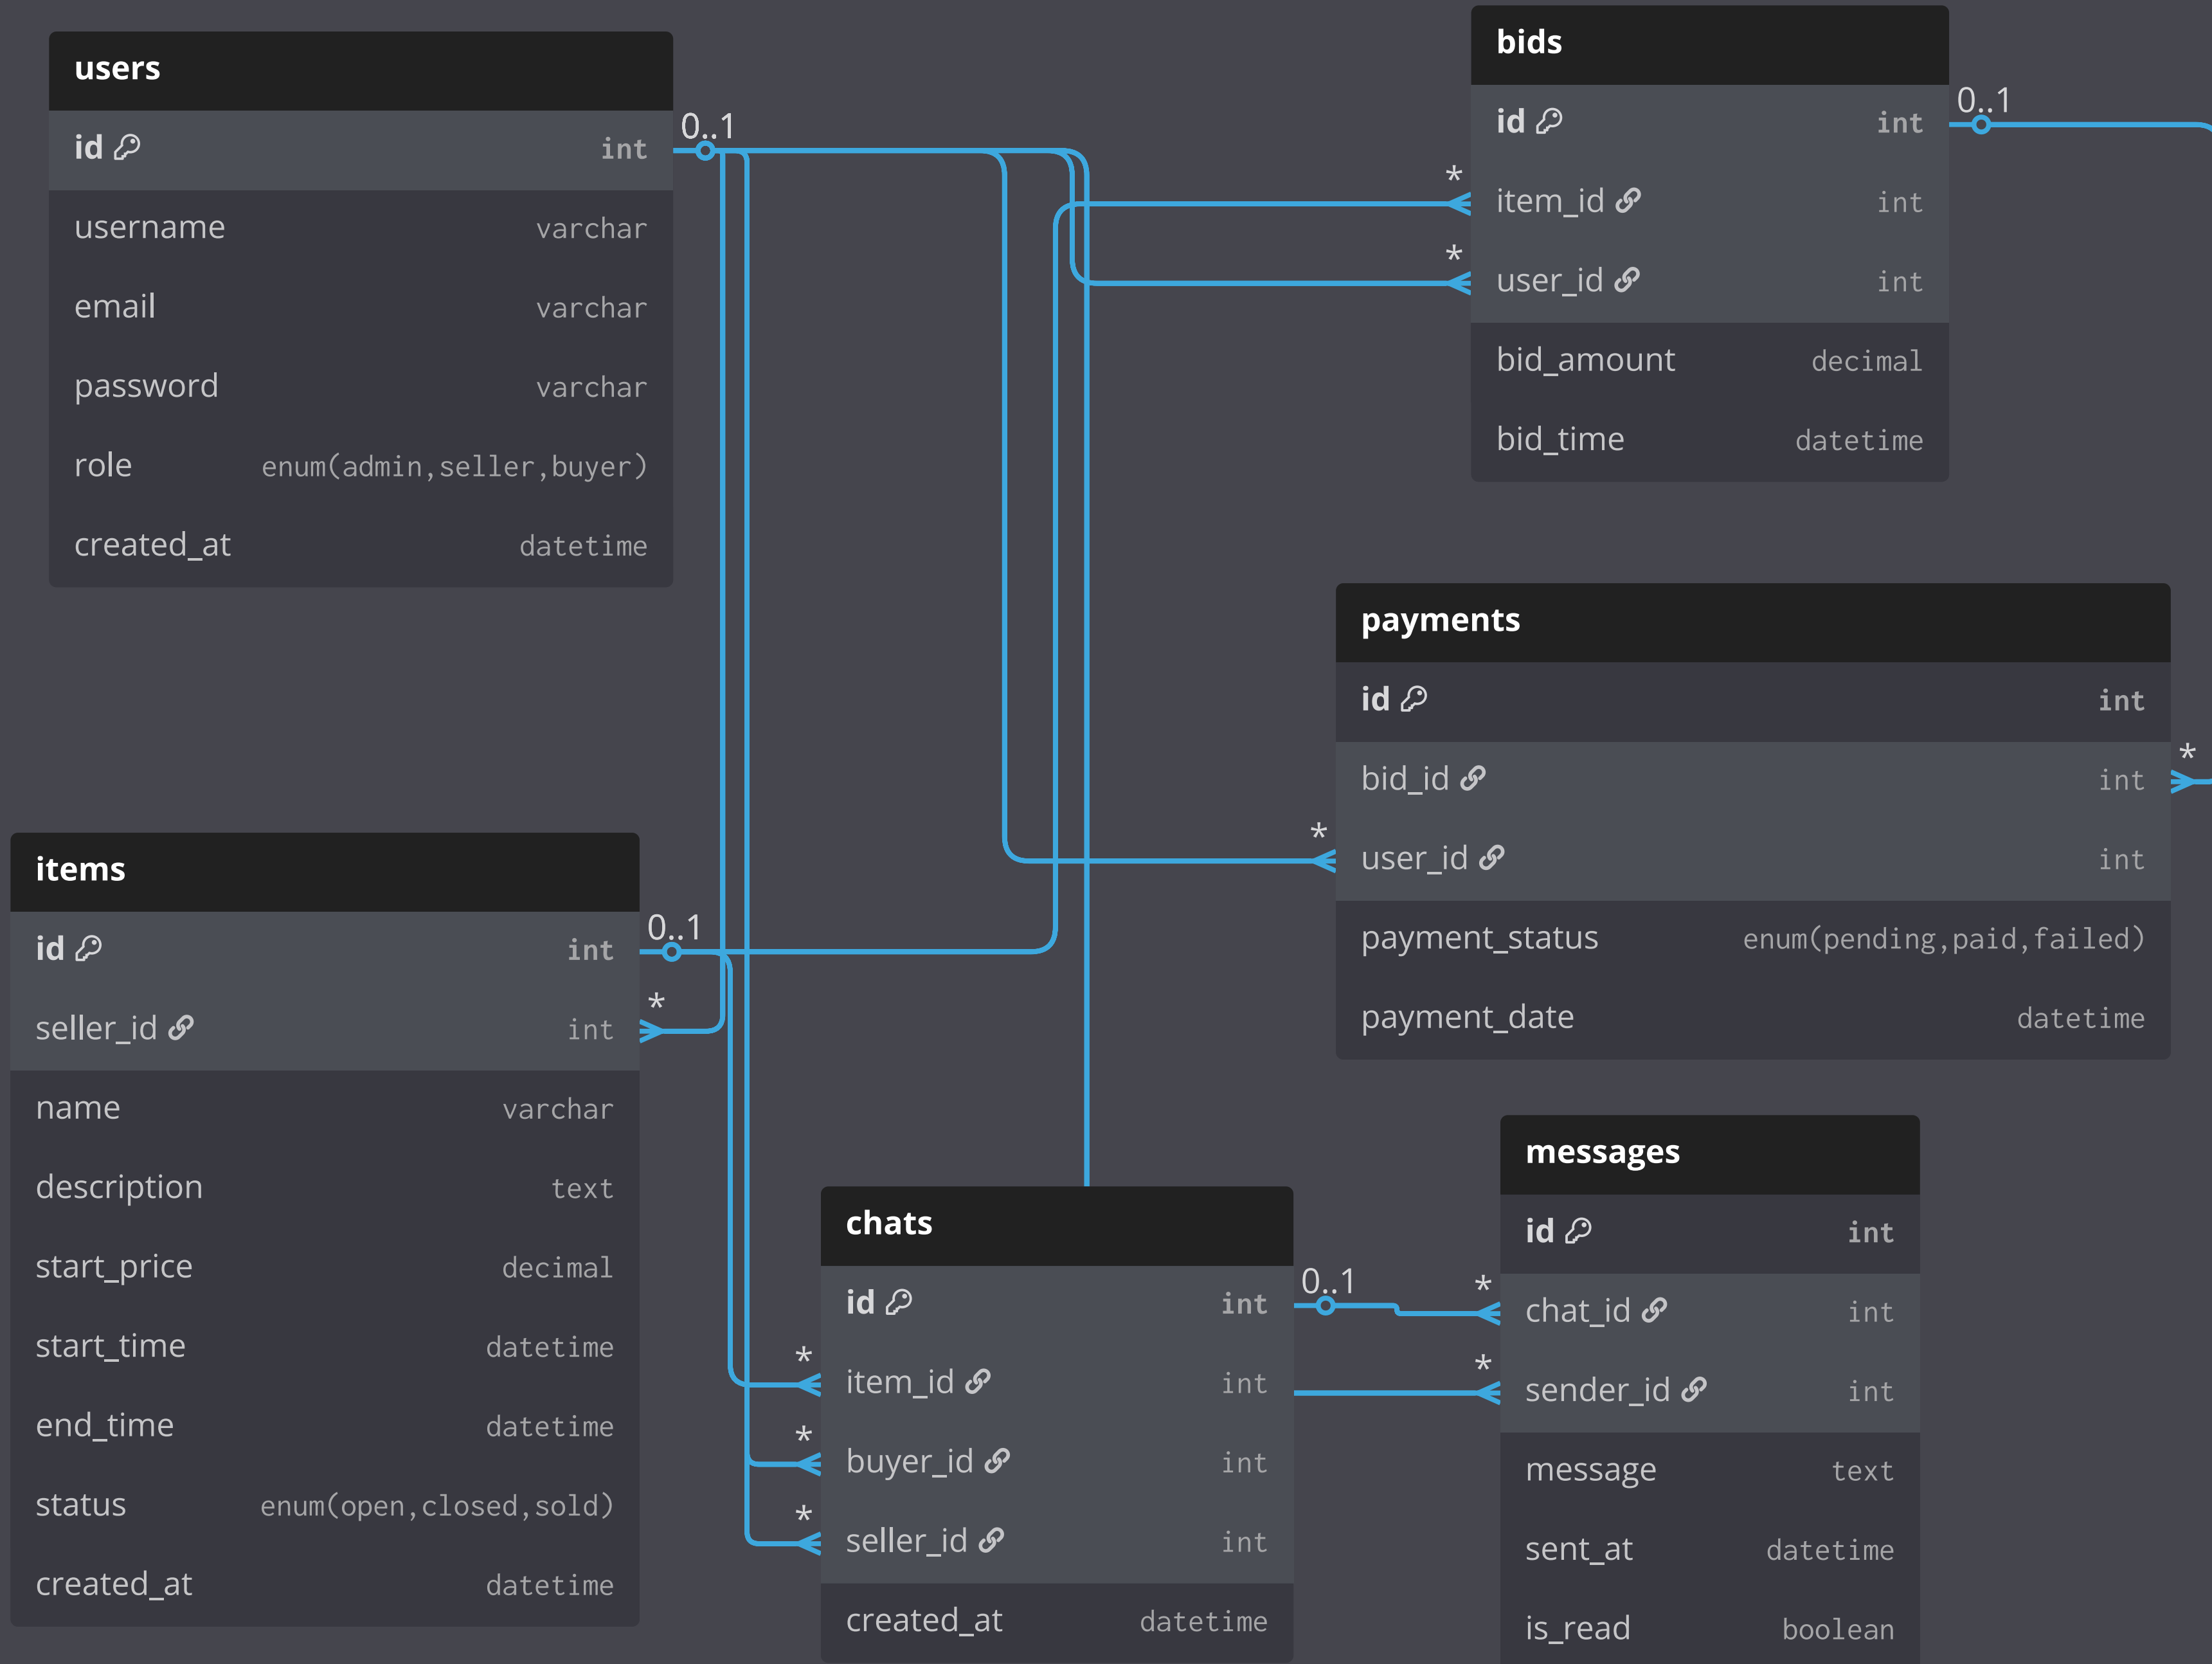 users
id int
username varchar
email varchar
password varchar
role enum(admin,seller,buyer)
created_at datetime
0..1
bids
id int
item_id int
user_id int
bid_amount decimal
bid_time datetime
0..1
*
*
payments
id int
bid_id int
user_id int
payment_status enum(pending,paid,failed)
payment_date datetime
*
*
items
id int
seller_id int
name varchar
description text
start_price decimal
start_time datetime
end_time datetime
status enum(open,closed,sold)
created_at datetime
0..1
*
chats
id int
item_id int
buyer_id int
seller_id int
created_at datetime
0..1
*
*
*
messages
id int
chat_id int
sender_id int
message text
sent_at datetime
is_read boolean
*
*